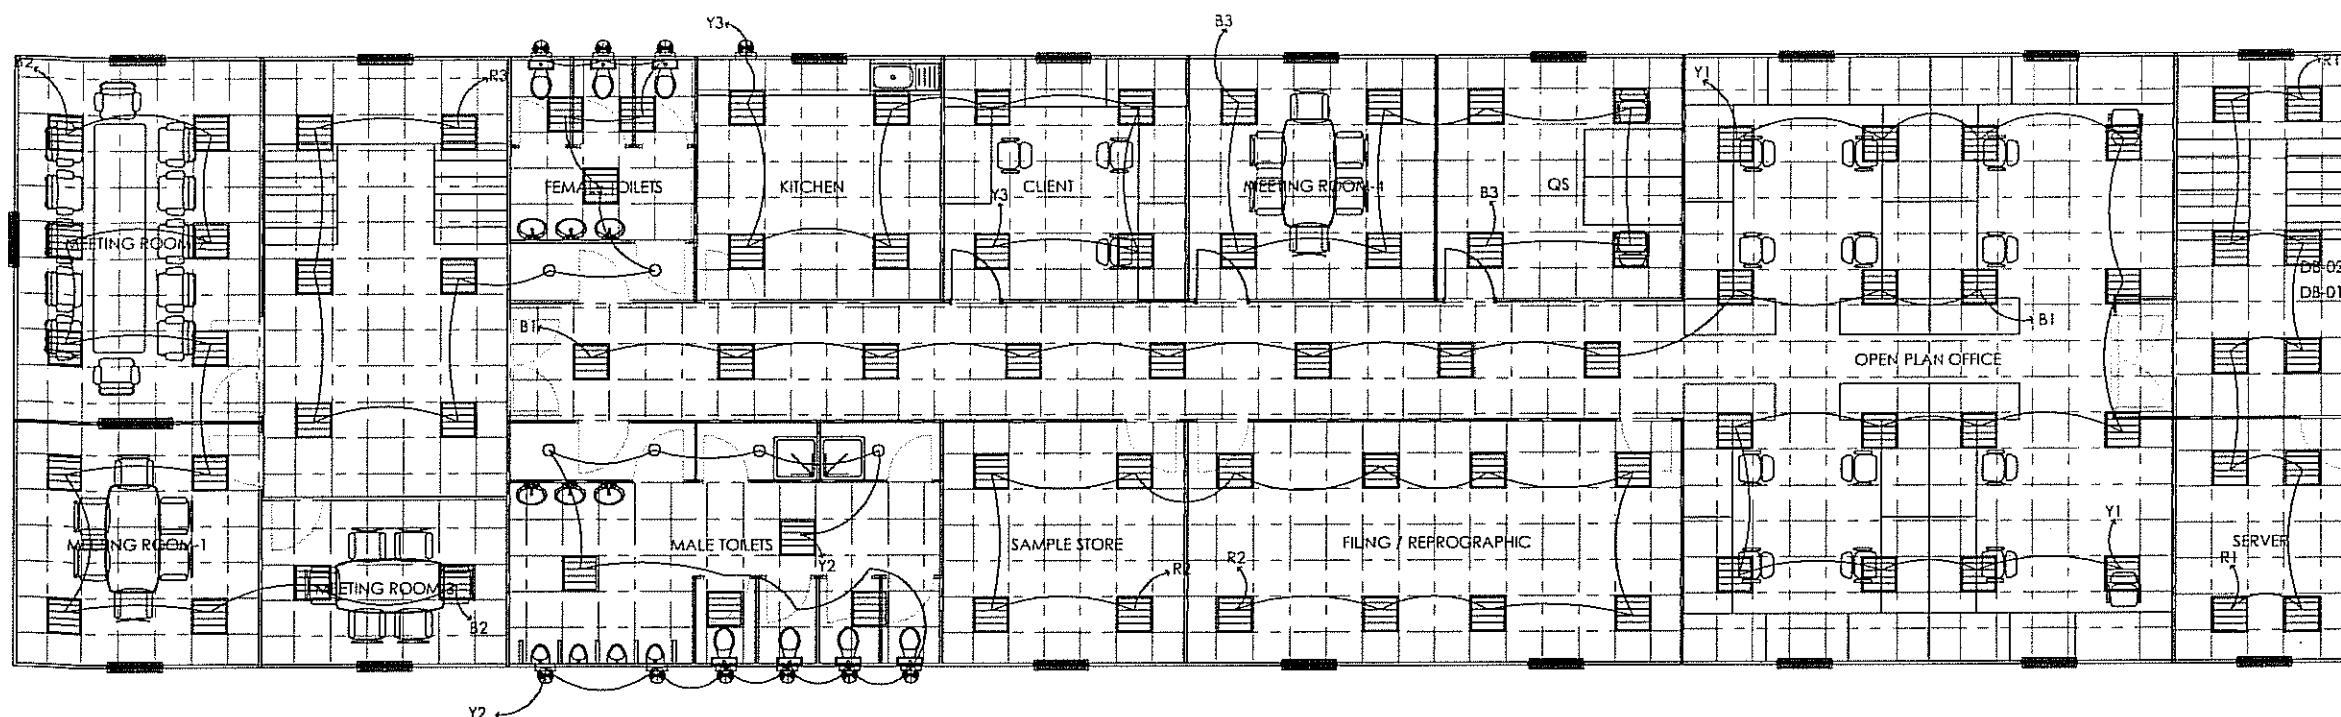 Y3
B3
B2
R3
Y1
R1
FEMALE TOILETS
KITCHEN
CLIENT
MEETING ROOM-4
QS
Y3
B3
MEETING ROOM
DB-02
DB-01
B1
B1
OPEN PLAN OFFICE
Y1
MEETING ROOM-1
MALE TOILETS
SAMPLE STORE
FILING / REPROGRAPHIC
SERVER
R1
Y2
R2
R2
MEETING ROOM-3
B2
Y2